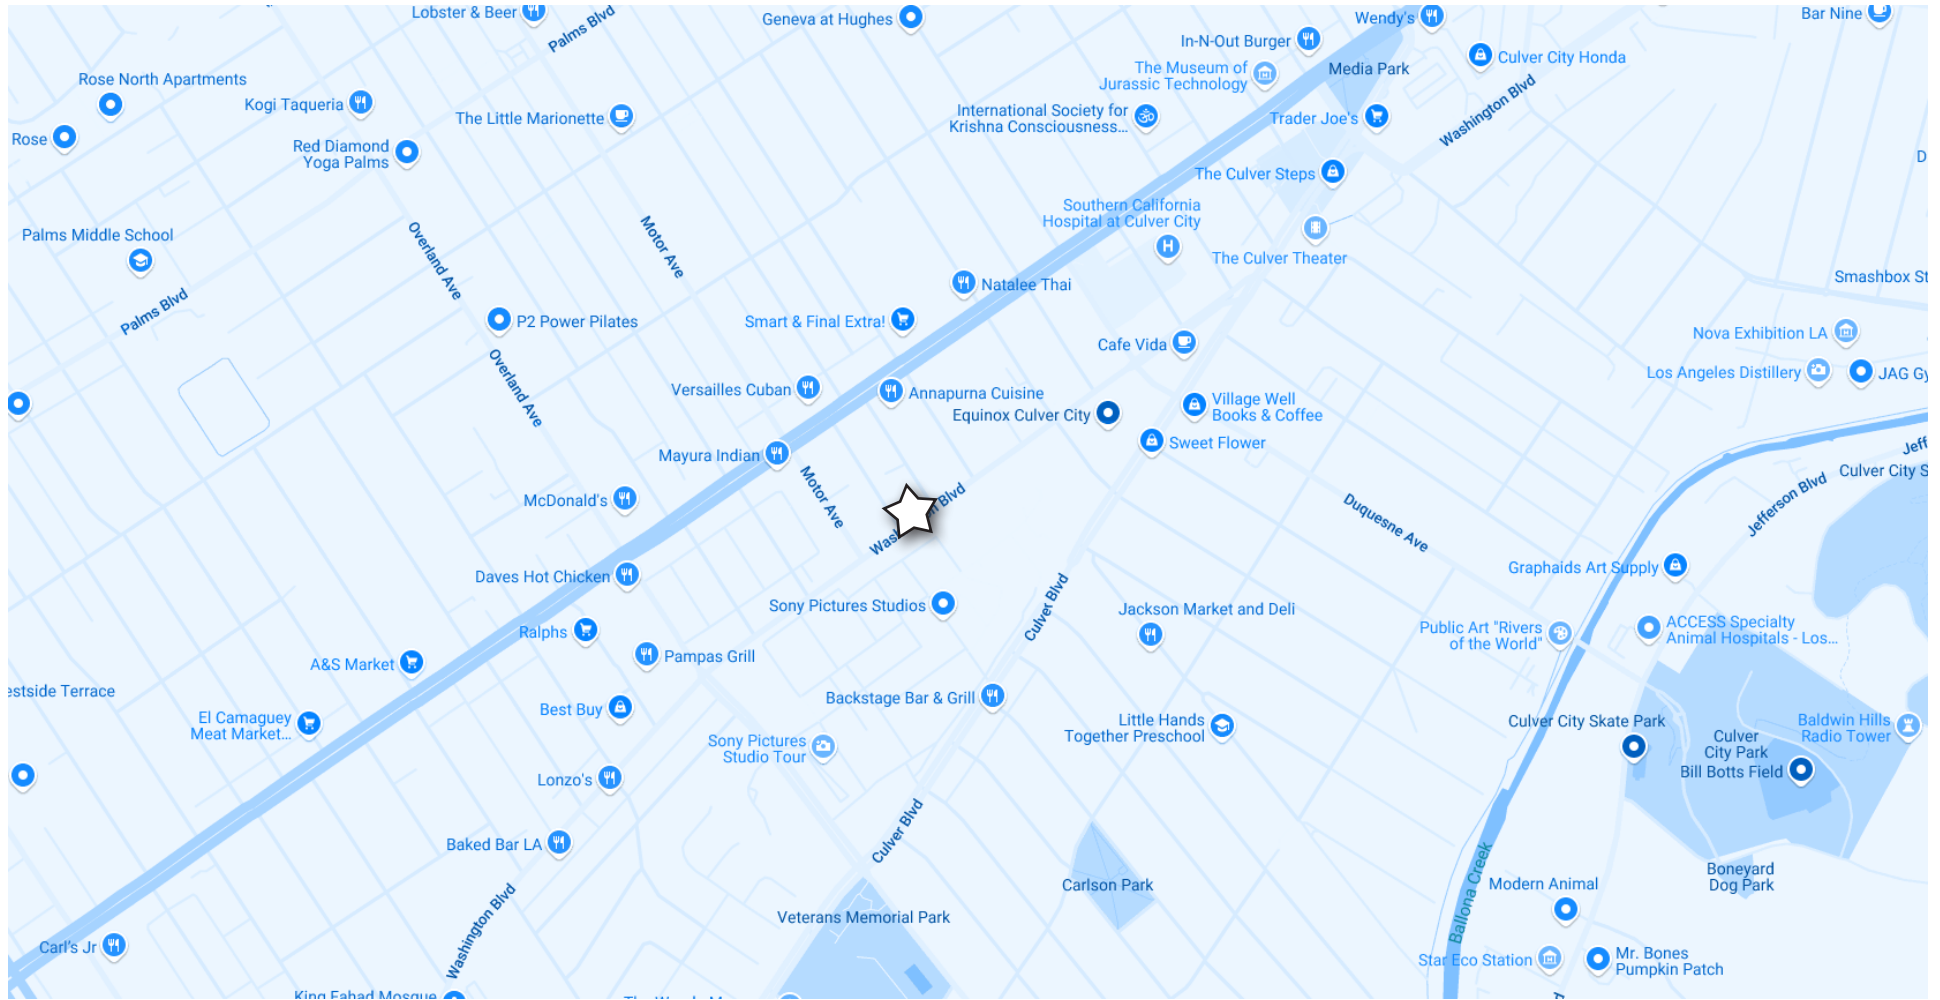 Lobster & Beer
Palms Blvd
Geneva at Hughes
Wendy's
Bar Nine
In-N-Out Burger
Culver City Honda
The Museum of
Jurassic Technology
Media Park
Rose North Apartments
Kogi Taqueria
The Little Marionette
International Society for
Krishna Consciousness...
Trader Joe's
Washington Blvd
Rose
Red Diamond
Yoga Palms
D
The Culver Steps
Southern California
Hospital at Culver City
Palms Middle School
Overland Ave
Motor Ave
H
The Culver Theater
Natalee Thai
Smashbox St
Palms Blvd
P2 Power Pilates
Smart & Final Extra!
Cafe Vida
Nova Exhibition LA
Los Angeles Distillery
JAG Gy
Overland Ave
Versailles Cuban
Annapurna Cuisine
Equinox Culver City
Village Well
Books & Coffee
Sweet Flower
Mayura Indian
Jeff
Culver City S
McDonald's
Motor Ave
Blvd
Duquesne Ave
Jefferson Blvd
Daves Hot Chicken
Graphaids Art Supply
Sony Pictures Studios
Culver Blvd
Jackson Market and Deli
Ralphs
Public Art "Rivers
of the World"
ACCESS Specialty
Animal Hospitals - Los...
A&S Market
Pampas Grill
estside Terrace
Backstage Bar & Grill
El Camaguey
Meat Market...
Best Buy
Little Hands
Together Preschool
Culver City Skate Park
Baldwin Hills
Radio Tower
Culver
City Park
Bill Botts Field
Sony Pictures
Studio Tour
Lonzo's
Baked Bar LA
Culver Blvd
Carlson Park
Boneyard
Dog Park
Modern Animal
Ballona Creek
Washington Blvd
Veterans Memorial Park
Carl's Jr
Star Eco Station
Mr. Bones
Pumpkin Patch
King Fahad Mosque